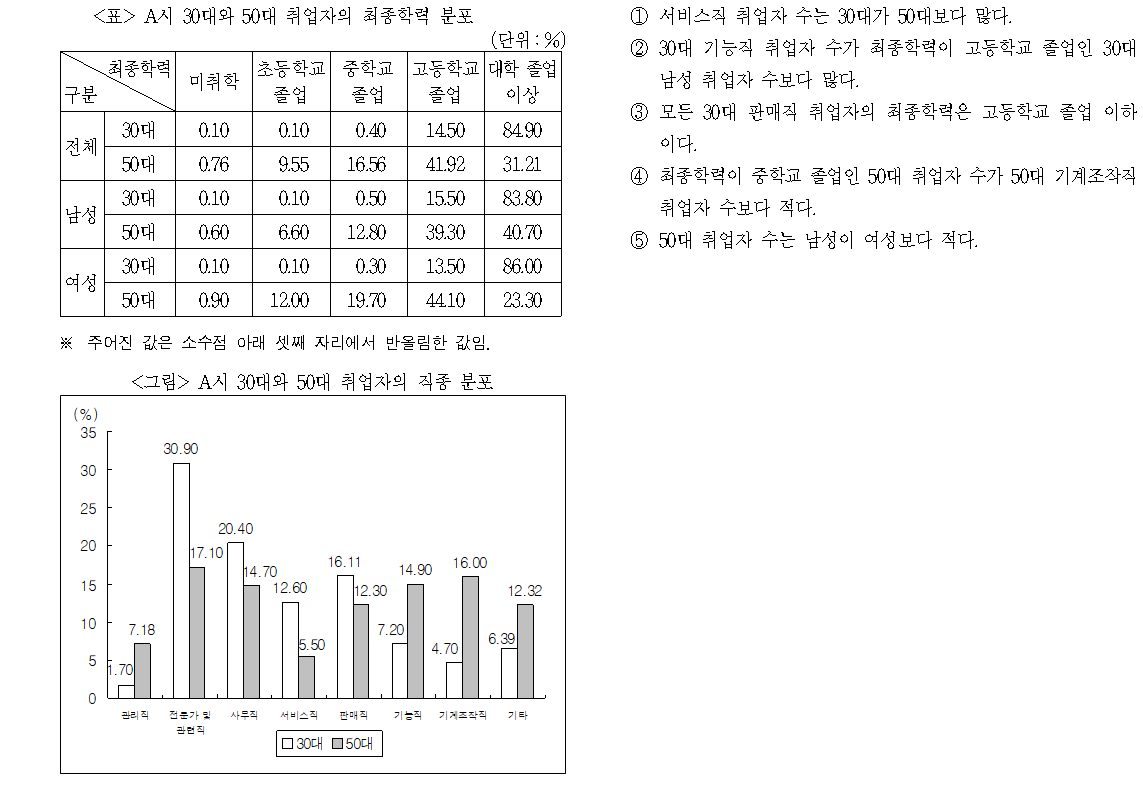 <표> A시 30대와 50대 취업자의 최종학력 분포
(단위 : %)
최종학력
구분
미취학
초등학교 졸업
중학교 졸업
고등학교 졸업
대학 졸업 이상
전체
30대 0.10 0.10 0.40 14.50 84.90
50대 0.76 9.55 16.56 41.92 31.21
남성
30대 0.10 0.10 0.50 15.50 83.80
50대 0.60 6.60 12.80 39.30 40.70
여성
30대 0.10 0.10 0.30 13.50 86.00
50대 0.90 12.00 19.70 44.10 23.30
※ 주어진 값은 소수점 아래 셋째 자리에서 반올림한 값임.
<그림> A시 30대와 50대 취업자의 직종 분포
(%)
35
30
25
20
15
10
5
0
1.70 7.18
30.90 17.10
20.40 14.70
12.60 5.50
16.11 12.30
7.20 14.90
4.70 16.00
6.39 12.32
관리직
전문가 및
관련직
사무직
서비스직
판매직
기능직
기계조작직
기타
30대 50대
① 서비스직 취업자 수는 30대가 50대보다 많다.
② 30대 기능직 취업자 수가 최종학력이 고등학교 졸업인 30대
남성 취업자 수보다 많다.
③ 모든 30대 판매직 취업자의 최종학력은 고등학교 졸업 이하
이다.
④ 최종학력이 중학교 졸업인 50대 취업자 수가 50대 기계조작직
취업자 수보다 적다.
⑤ 50대 취업자 수는 남성이 여성보다 적다.